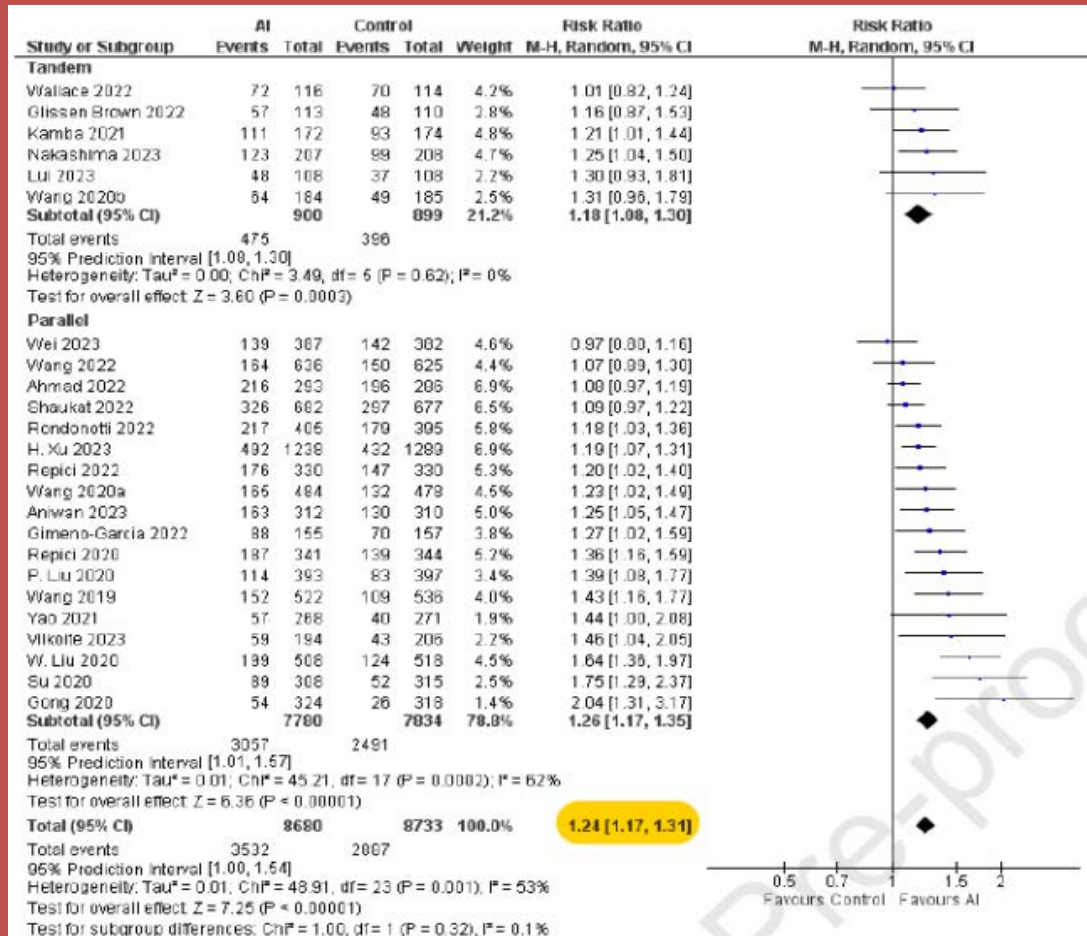 AI Control Risk Ratio Risk Ratio
Study or Subgroup Events Total Events Total Weight M-H, Random, 95% CI M-H, Random, 95% CI
Tandem
Wallace 2022 72 116 70 114 4.2% 1.01 [0.82, 1.24]
Glissen Brown 2022 57 113 48 110 2.8% 1.16 [0.87, 1.53]
Kamba 2021 111 172 93 174 4.8% 1.21 [1.01, 1.44]
Nakashima 2023 123 207 99 208 4.7% 1.25 [1.04, 1.50]
Lui 2023 48 108 37 108 2.2% 1.30 [0.93, 1.81]
Wang 2020b 64 184 49 185 2.5% 1.31 [0.96, 1.79]
Subtotal (95% CI) 900 899 21.2% 1.18 [1.08, 1.30]
Total events 475 396
95% Prediction Interval [1.08, 1.30]
Heterogeneity: Tau² = 0.00; Chi² = 3.49, df = 5 (P = 0.62); I² = 0%
Test for overall effect: Z = 3.60 (P = 0.0003)
Parallel
Wei 2023 139 387 142 382 4.6% 0.97 [0.80, 1.16]
Wang 2022 164 636 150 625 4.4% 1.07 [0.89, 1.30]
Ahmad 2022 216 293 196 286 6.9% 1.08 [0.97, 1.19]
Shaukat 2022 326 682 297 677 6.5% 1.09 [0.97, 1.22]
Rondonotti 2022 217 405 179 395 5.8% 1.18 [1.03, 1.36]
H. Xu 2023 492 1238 432 1289 6.9% 1.19 [1.07, 1.31]
Repici 2022 176 330 147 330 5.3% 1.20 [1.02, 1.40]
Wang 2020a 165 484 132 478 4.5% 1.23 [1.02, 1.49]
Aniwan 2023 163 312 130 310 5.1% 1.25 [1.05, 1.47]
Gimeno-Garcia 2022 88 155 70 157 3.9% 1.27 [1.02, 1.59]
Repici 2020 187 341 139 344 5.2% 1.36 [1.16, 1.59]
P. Liu 2020 114 393 83 397 3.4% 1.39 [1.08, 1.77]
Wang 2019 152 522 109 536 4.0% 1.43 [1.16, 1.77]
Yao 2021 57 268 40 271 1.9% 1.44 [1.00, 2.08]
Vilkoite 2023 59 194 43 206 2.2% 1.46 [1.04, 2.05]
W. Liu 2020 199 508 124 518 4.5% 1.64 [1.36, 1.97]
Su 2020 89 308 52 315 2.5% 1.75 [1.29, 2.37]
Gong 2020 54 324 26 318 1.4% 2.04 [1.31, 3.17]
Subtotal (95% CI) 7780 7834 78.8% 1.26 [1.17, 1.35]
Total events 3057 2491
95% Prediction Interval [1.01, 1.57]
Heterogeneity: Tau² = 0.01; Chi² = 45.21, df = 17 (P = 0.0002); I² = 62%
Test for overall effect: Z = 6.36 (P < 0.00001)
Total (95% CI) 8680 8733 100.0% 1.24 [1.17, 1.31]
Total events 3532 2887
95% Prediction Interval [1.00, 1.54]
Heterogeneity: Tau² = 0.01; Chi² = 48.91, df = 23 (P = 0.001); I² = 53%
Test for overall effect: Z = 7.25 (P < 0.00001)
Test for subgroup differences: Chi² = 1.00, df = 1 (P = 0.32), I² = 0.1%
0.5 0.7 1 1.5 2
Favours Control Favours AI
Pre-proo